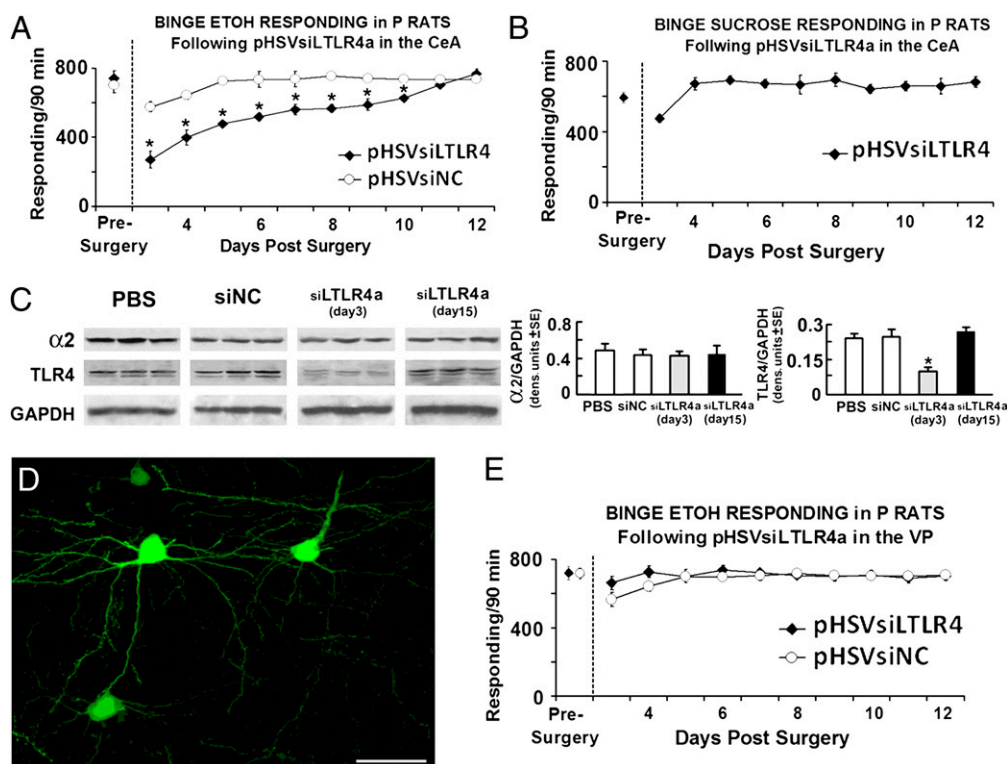 A
BINGE ETOH RESPONDING in P RATS
Following pHSVsiLTLR4a in the CeA
Responding/90 min
800
400
0
* * * * * * * *
pHSVsiLTLR4
pHSVsiNC
Pre-
Surgery
4 6 8 10 12
Days Post Surgery
B
BINGE SUCROSE RESPONDING in P RATS
Follwing pHSVsiLTLR4a in the CeA
Responding/90 min
800
400
0
pHSVsiLTLR4
Pre-
Surgery
4 6 8 10 12
Days Post Surgery
C
PBS siNC siLTLR4a siLTLR4a
(day3) (day15)
α2
TLR4
GAPDH
α2/GAPDH
(dens. units ±SE)
0.8
0.4
0
PBS siNC siLTLR4a siLTLR4a
(day3) (day15)
TLR4/GAPDH
(dens. units ±SE)
0.3
0.15
0
*
PBS siNC siLTLR4a siLTLR4a
(day3) (day15)
D
E
BINGE ETOH RESPONDING in P RATS
Following pHSVsiLTLR4a in the VP
Responding/90 min
800
400
0
pHSVsiLTLR4
pHSVsiNC
Pre-
Surgery
4 6 8 10 12
Days Post Surgery